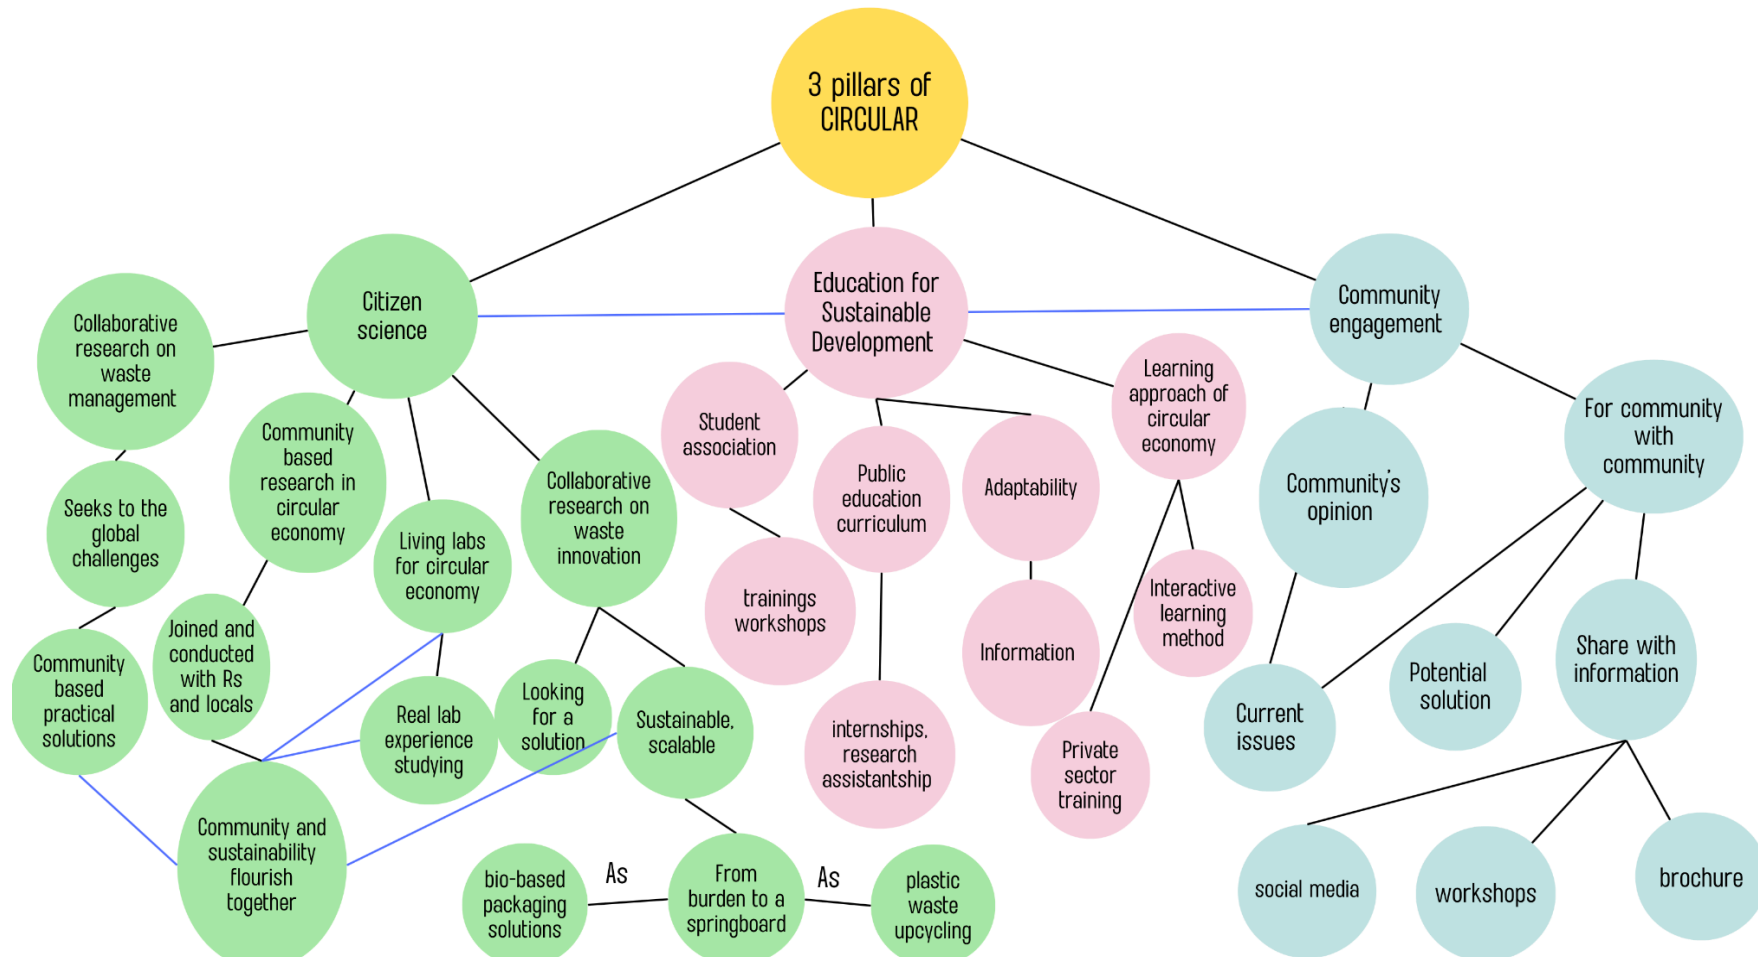 3 pillars of
CIRCULAR
Citizen
science
Education for
Sustainable
Development
Community
engagement
Collaborative
research on
waste
management
Seeks to the
global
challenges
Community
based
practical
solutions
Community
based
research in
circular
economy
Joined and
conducted
with Rs
and locals
Community and
sustainability
flourish
together
Living labs
for circular
economy
Real lab
experience
studying
Collaborative
research on
waste
innovation
Looking
for a
solution
Sustainable,
scalable
From
burden to a
springboard
As
bio-based
packaging
solutions
As
plastic
waste
upcycling
Student
association
trainings
workshops
Public
education
curriculum
internships,
research
assistantship
Adaptability
Information
Learning
approach of
circular
economy
Interactive
learning
method
Private
sector
training
Community's
opinion
Current
issues
For community
with
community
Potential
solution
Share with
information
social media
workshops
brochure